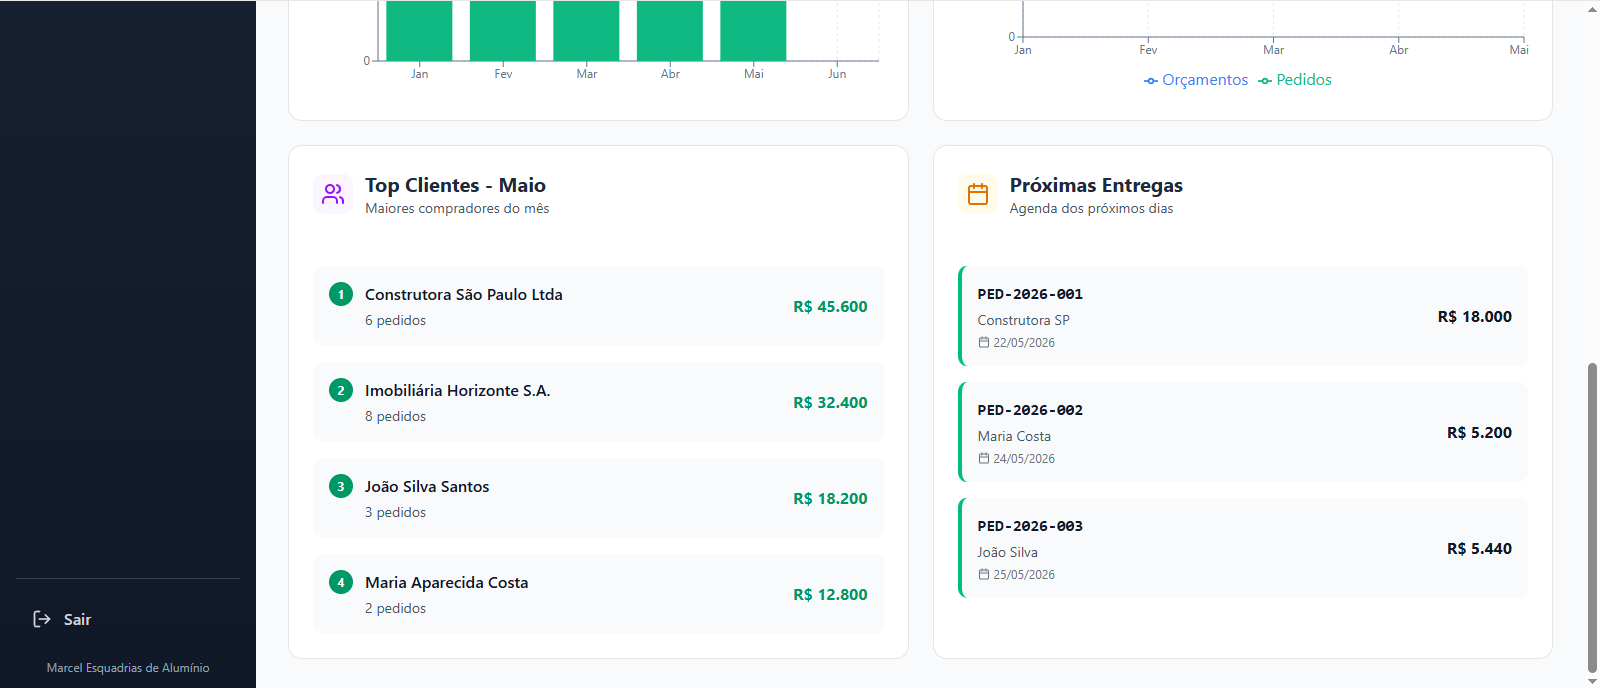 0
Jan Fev Mar Abr Mai Jun
0
Jan Fev Mar Abr Mai
Orçamentos Pedidos
Top Clientes - Maio
Maiores compradores do mês
1 Construtora São Paulo Ltda
6 pedidos
R$ 45.600
2 Imobiliária Horizonte S.A.
8 pedidos
R$ 32.400
3 João Silva Santos
3 pedidos
R$ 18.200
4 Maria Aparecida Costa
2 pedidos
R$ 12.800
Próximas Entregas
Agenda dos próximos dias
PED-2026-001
Construtora SP
22/05/2026
R$ 18.000
PED-2026-002
Maria Costa
24/05/2026
R$ 5.200
PED-2026-003
João Silva
25/05/2026
R$ 5.440
Sair
Marcel Esquadrias de Alumínio